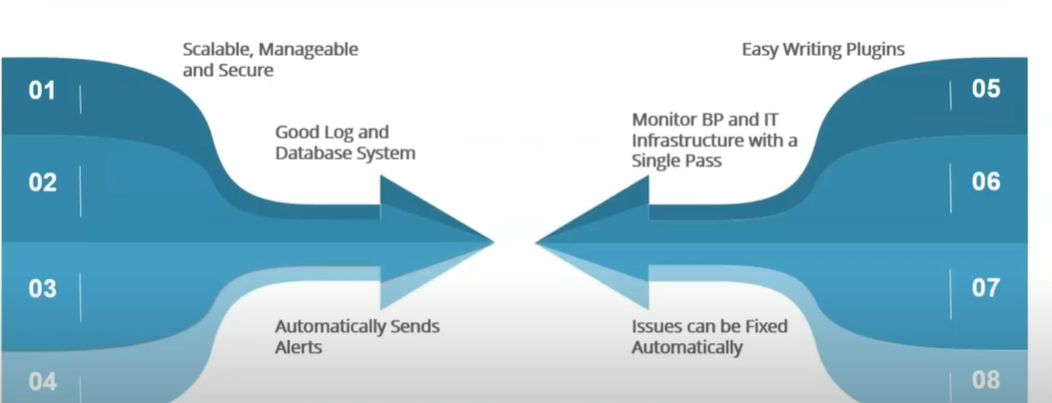 Scalable, Manageable
and Secure
01
Good Log and
Database System
02
03
Automatically Sends
Alerts
04
Easy Writing Plugins
05
Monitor BP and IT
Infrastructure with a
Single Pass
06
07
Issues can be Fixed
Automatically
08